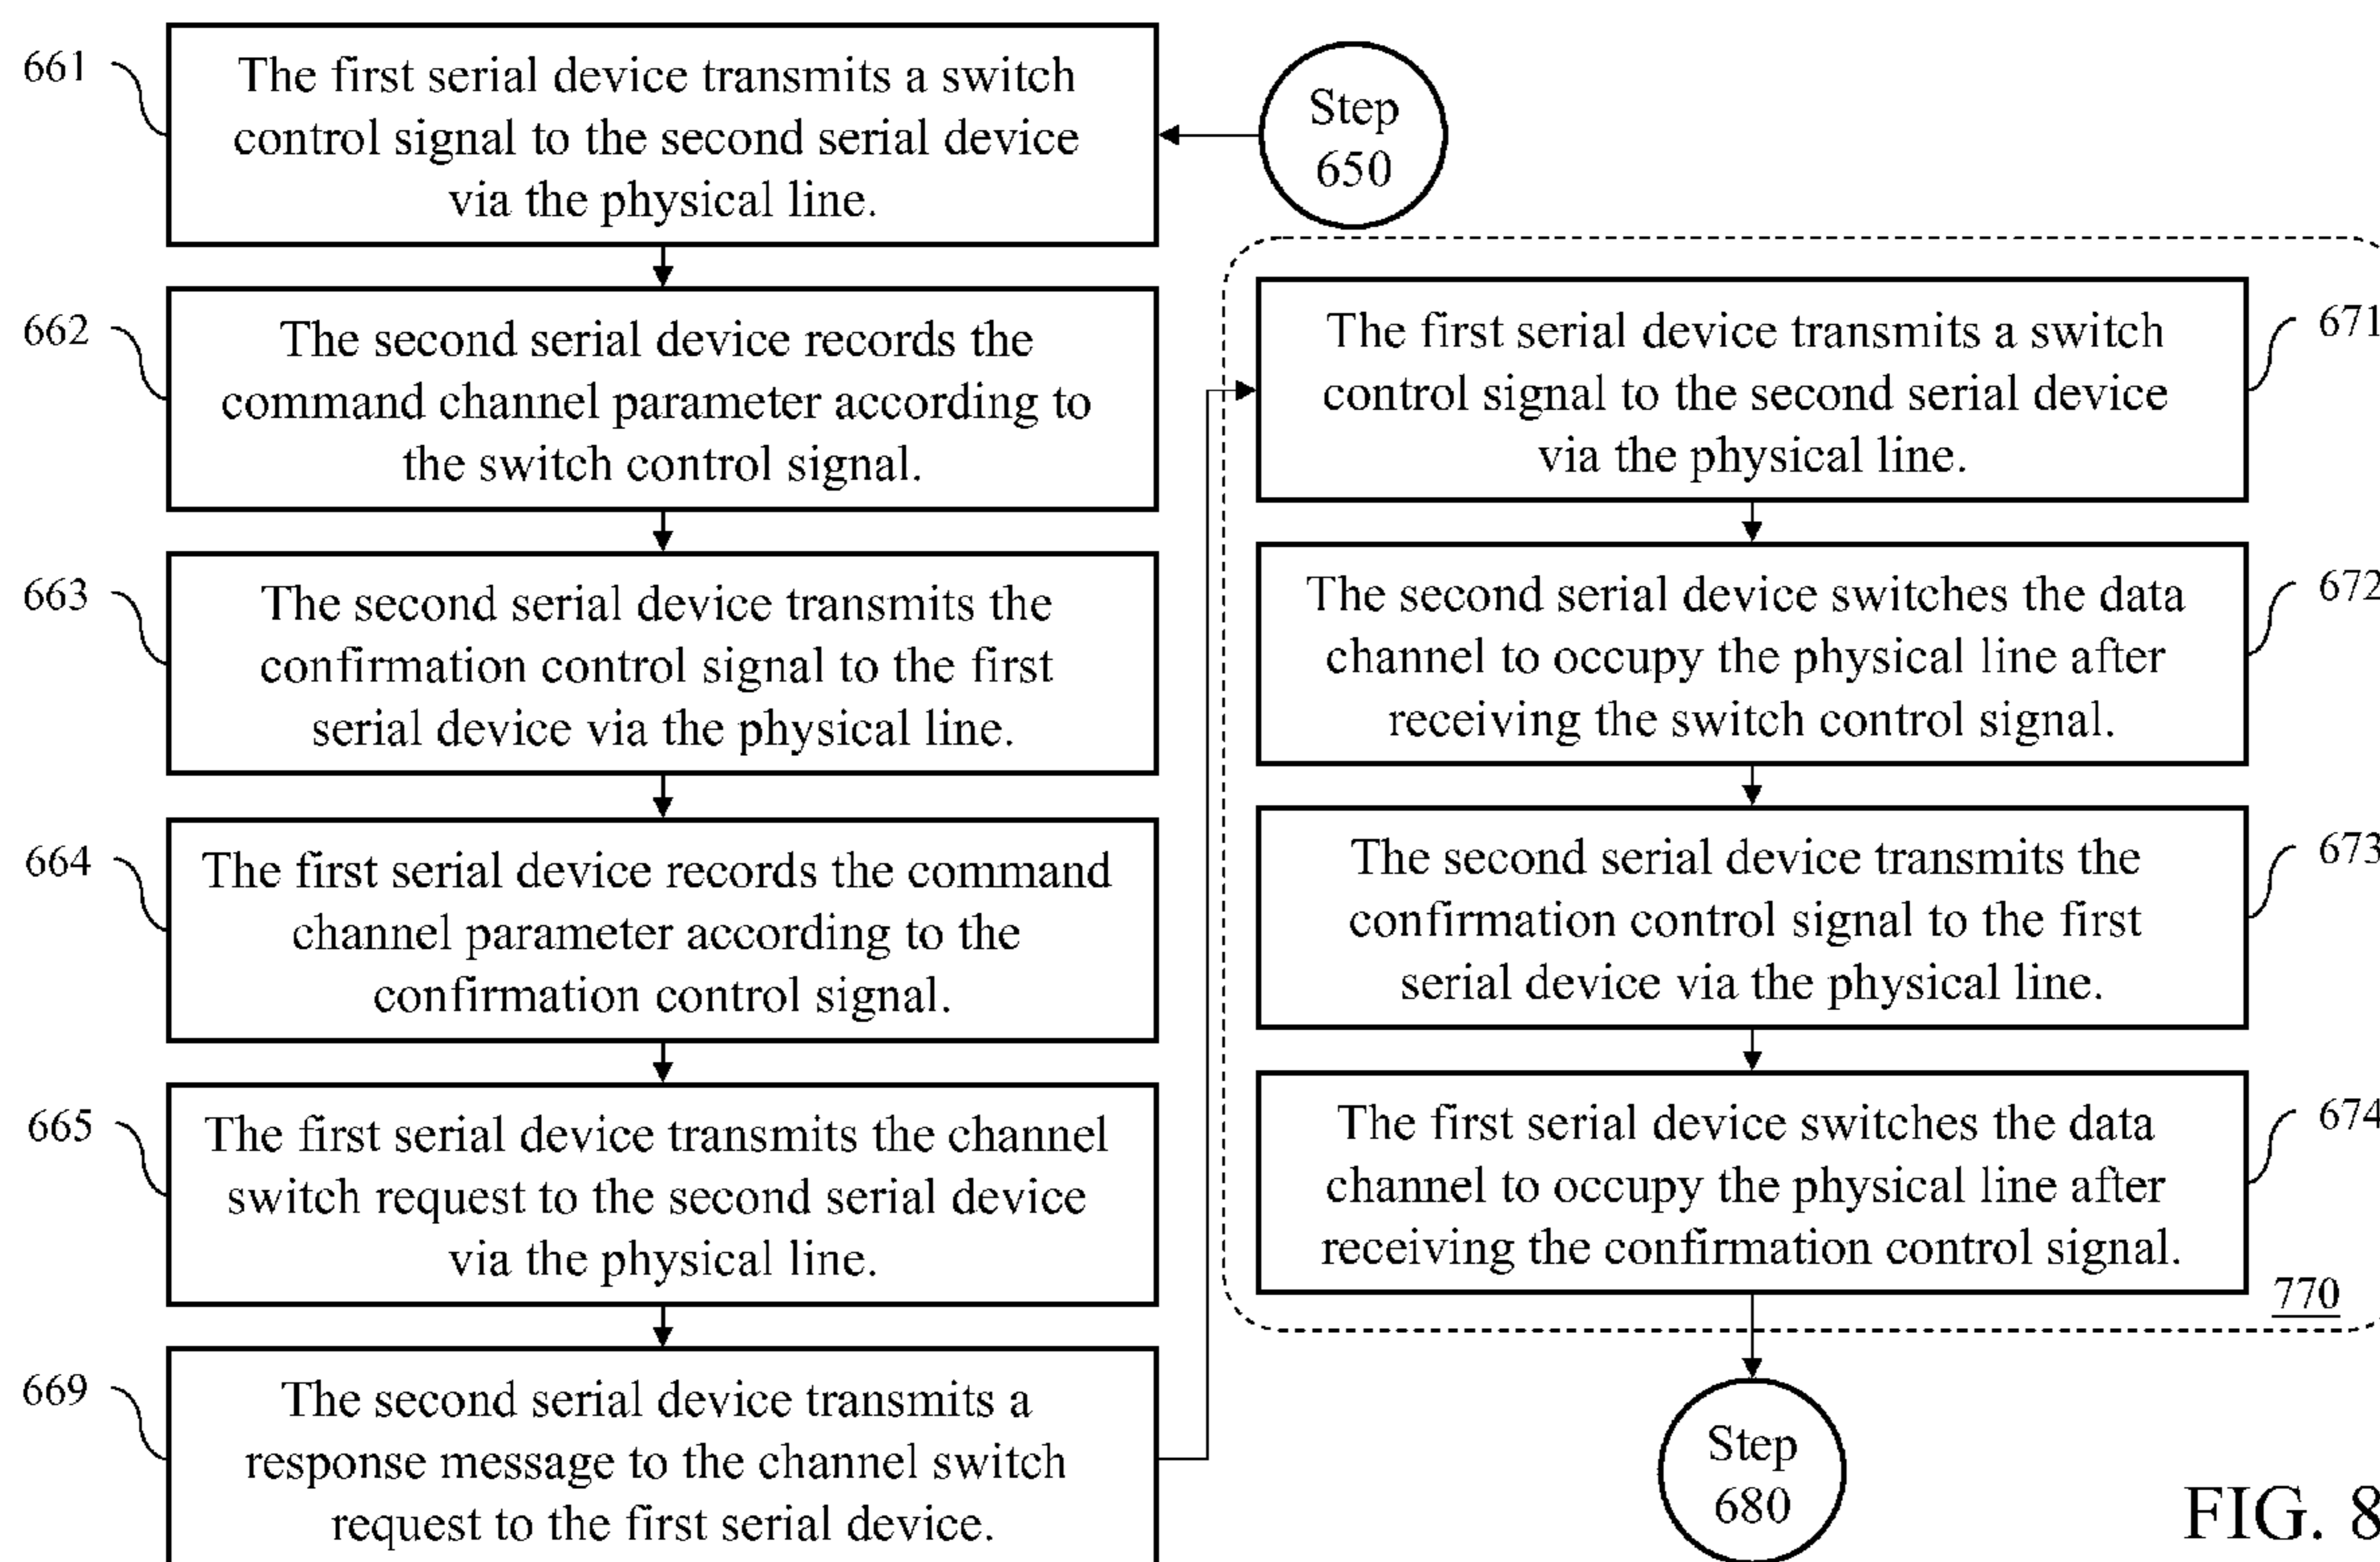 661
The first serial device transmits a switch
control signal to the second serial device
via the physical line.
Step
650
662
The second serial device records the
command channel parameter according to
the switch control signal.
663
The second serial device transmits the
confirmation control signal to the first
serial device via the physical line.
664
The first serial device records the command
channel parameter according to the
confirmation control signal.
665
The first serial device transmits the channel
switch request to the second serial device
via the physical line.
669
The second serial device transmits a
response message to the channel switch
request to the first serial device.
The first serial device transmits a switch
control signal to the second serial device
via the physical line.
671
The second serial device switches the data
channel to occupy the physical line after
receiving the switch control signal.
672
The second serial device transmits the
confirmation control signal to the first
serial device via the physical line.
673
The first serial device switches the data
channel to occupy the physical line after
receiving the confirmation control signal.
674
770
Step
680
FIG. 8